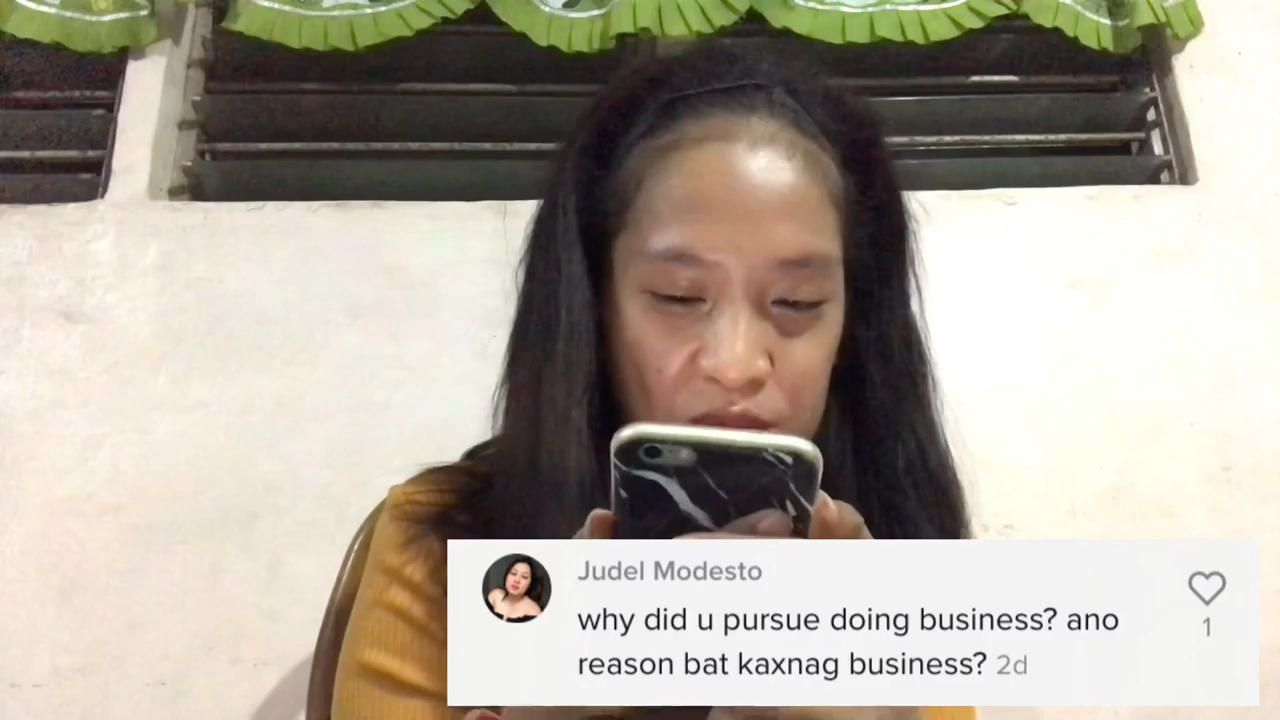 Judel Modesto
why did u pursue doing business? ano
reason bat kaxnag business? 2d
1